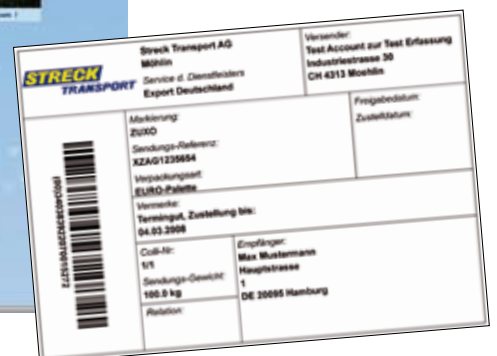 STRECK
TRANSPORT
Streck Transport AG
Möhlin
Service d. Dienstleisters
Export Deutschland
Versender:
Test Account zur Test Erfassung
Industriestrasse 30
CH 4313 Moehlin
Markierung:
ZUXO
Sendungs-Referenz:
XZAG1235654
Verpackungsart:
EURO-Palette
Freigabedatum:
Zustelldatum:
Vermerke:
Termingut, Zustellung bis:
04.03.2008
Colli-Nr:
1/1
Sendungs-Gewicht:
100.0 kg
Relation:
Empfänger:
Max Mustermann
Hauptstrasse
1
DE 20095 Hamburg